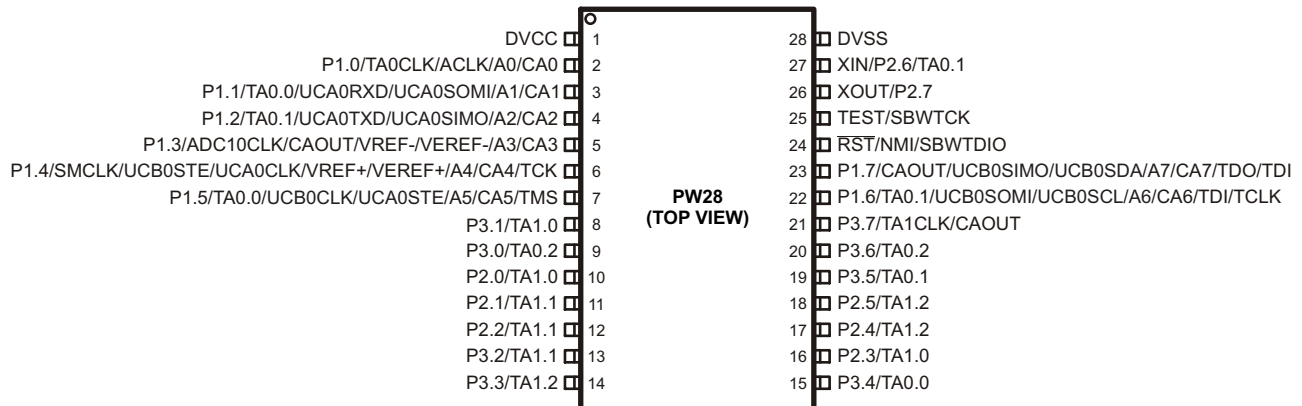 DVCC 1 28 DVSS
P1.0/TA0CLK/ACLK/A0/CA0 2 27 XIN/P2.6/TA0.1
P1.1/TA0.0/UCA0RXD/UCA0SOMI/A1/CA1 3 26 XOUT/P2.7
P1.2/TA0.1/UCA0TXD/UCA0SIMO/A2/CA2 4 25 TEST/SBWTCK
P1.3/ADC10CLK/CAOUT/VREF-/VEREF-/A3/CA3 5 24 RST/NMI/SBWTDIO
P1.4/SMCLK/UCB0STE/UCA0CLK/VREF+/VEREF+/A4/CA4/TCK 6 23 P1.7/CAOUT/UCB0SIMO/UCB0SDA/A7/CA7/TDO/TDI
P1.5/TA0.0/UCB0CLK/UCA0STE/A5/CA5/TMS 7 PW28 22 P1.6/TA0.1/UCB0SOMI/UCB0SCL/A6/CA6/TDI/TCLK
P3.1/TA1.0 8 (TOP VIEW) 21 P3.7/TA1CLK/CAOUT
P3.0/TA0.2 9 20 P3.6/TA0.2
P2.0/TA1.0 10 19 P3.5/TA0.1
P2.1/TA1.1 11 18 P2.5/TA1.2
P2.2/TA1.1 12 17 P2.4/TA1.2
P3.2/TA1.1 13 16 P2.3/TA1.0
P3.3/TA1.2 14 15 P3.4/TA0.0